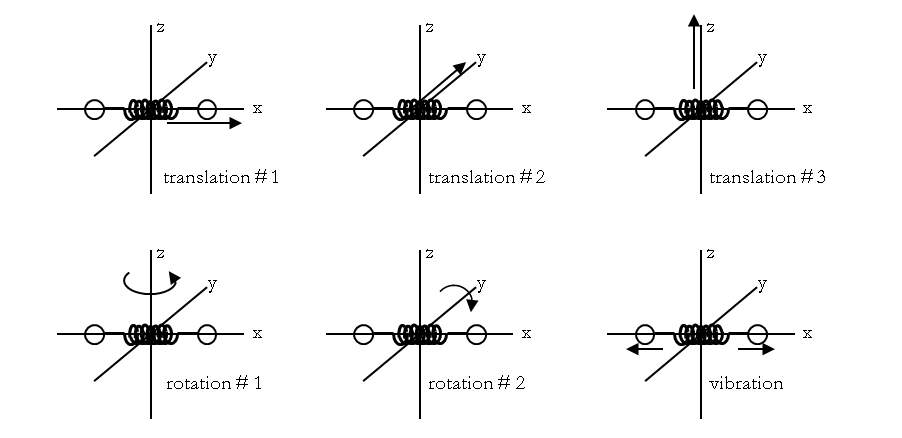 z
y
x
translation #1
z
y
x
translation #2
z
y
x
translation #3
z
y
x
rotation #1
z
y
x
rotation #2
z
y
x
vibration